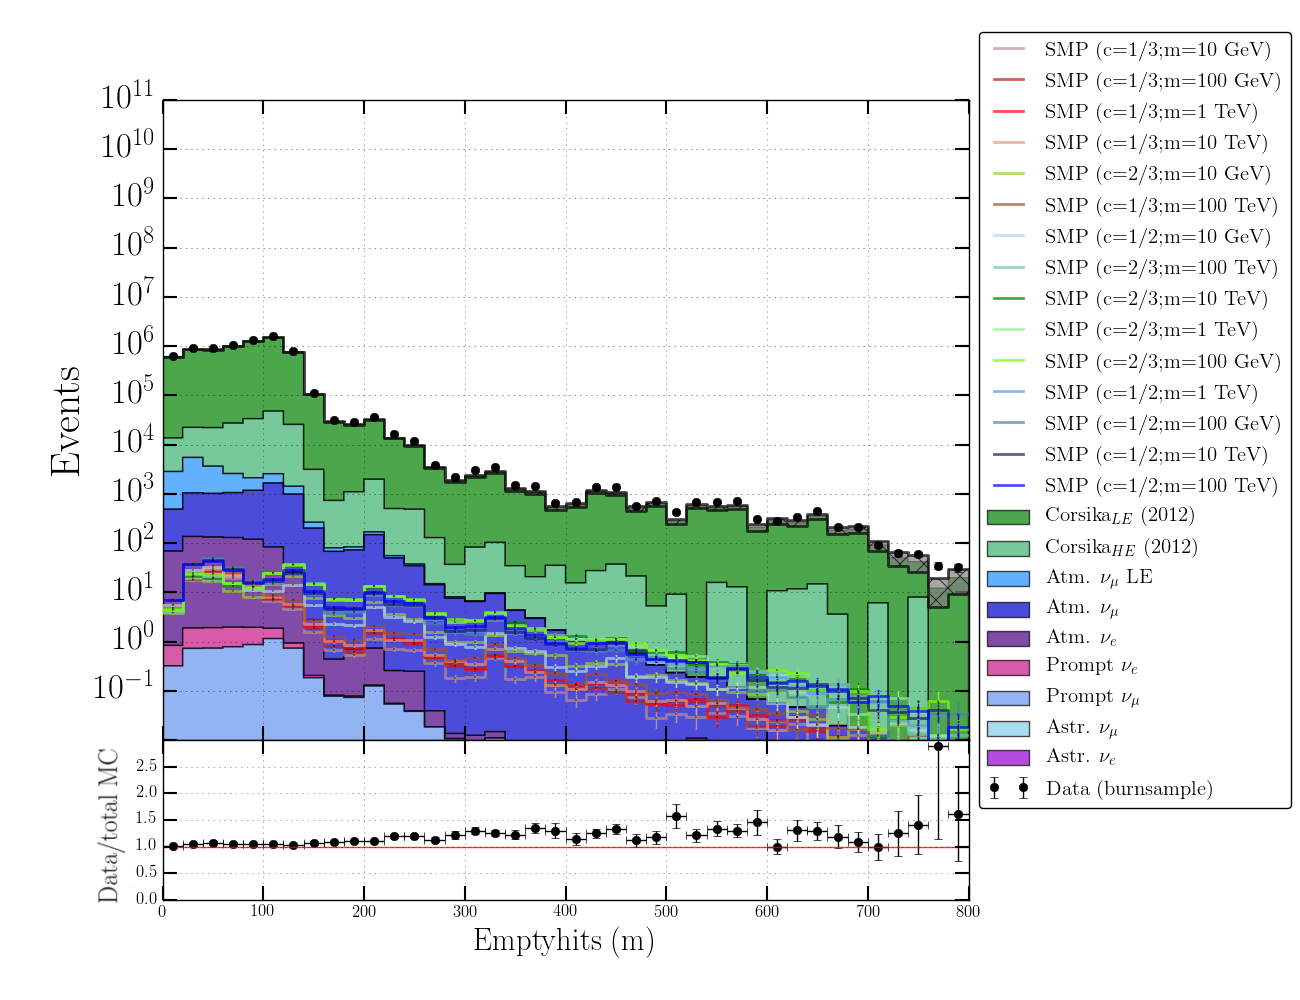 10^11
10^10
10^9
10^8
10^7
10^6
10^5
10^4
10^3
10^2
10^1
10^0
10^−1
Events
2.5
2.0
1.5
1.0
0.5
0.0
Data/total MC
0 100 200 300 400 500 600 700 800
Emptyhits (m)
SMP (c=1/3;m=10 GeV)
SMP (c=1/3;m=100 GeV)
SMP (c=1/3;m=1 TeV)
SMP (c=1/3;m=10 TeV)
SMP (c=2/3;m=10 GeV)
SMP (c=1/3;m=100 TeV)
SMP (c=1/2;m=10 GeV)
SMP (c=2/3;m=100 TeV)
SMP (c=2/3;m=10 TeV)
SMP (c=2/3;m=1 TeV)
SMP (c=2/3;m=100 GeV)
SMP (c=1/2;m=1 TeV)
SMP (c=1/2;m=100 GeV)
SMP (c=1/2;m=10 TeV)
SMP (c=1/2;m=100 TeV)
Corsika_LE (2012)
Corsika_HE (2012)
Atm. ν_μ LE
Atm. ν_μ
Atm. ν_e
Prompt ν_e
Prompt ν_μ
Astr. ν_μ
Astr. ν_e
Data (burnsample)